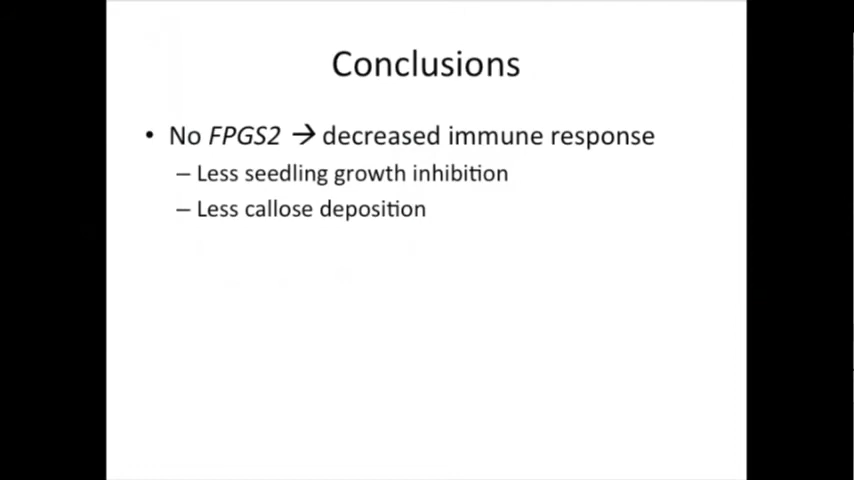 Conclusions
• No FPGS2 → decreased immune response
– Less seedling growth inhibition
– Less callose deposition